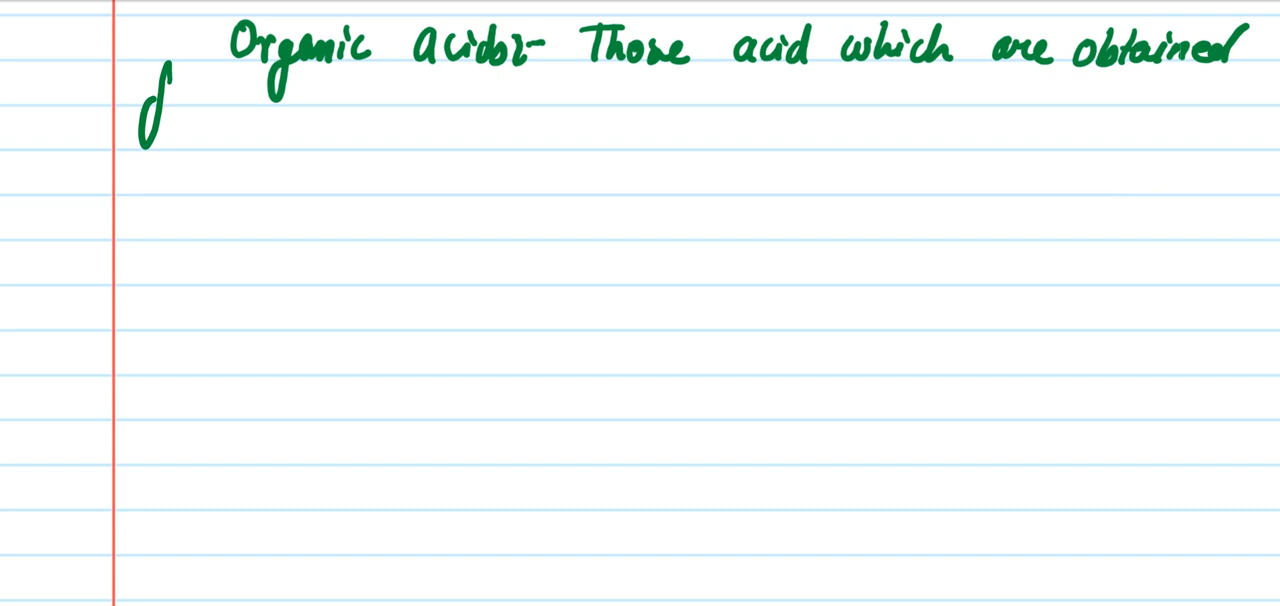 Organic acids:- Those acid which are obtained